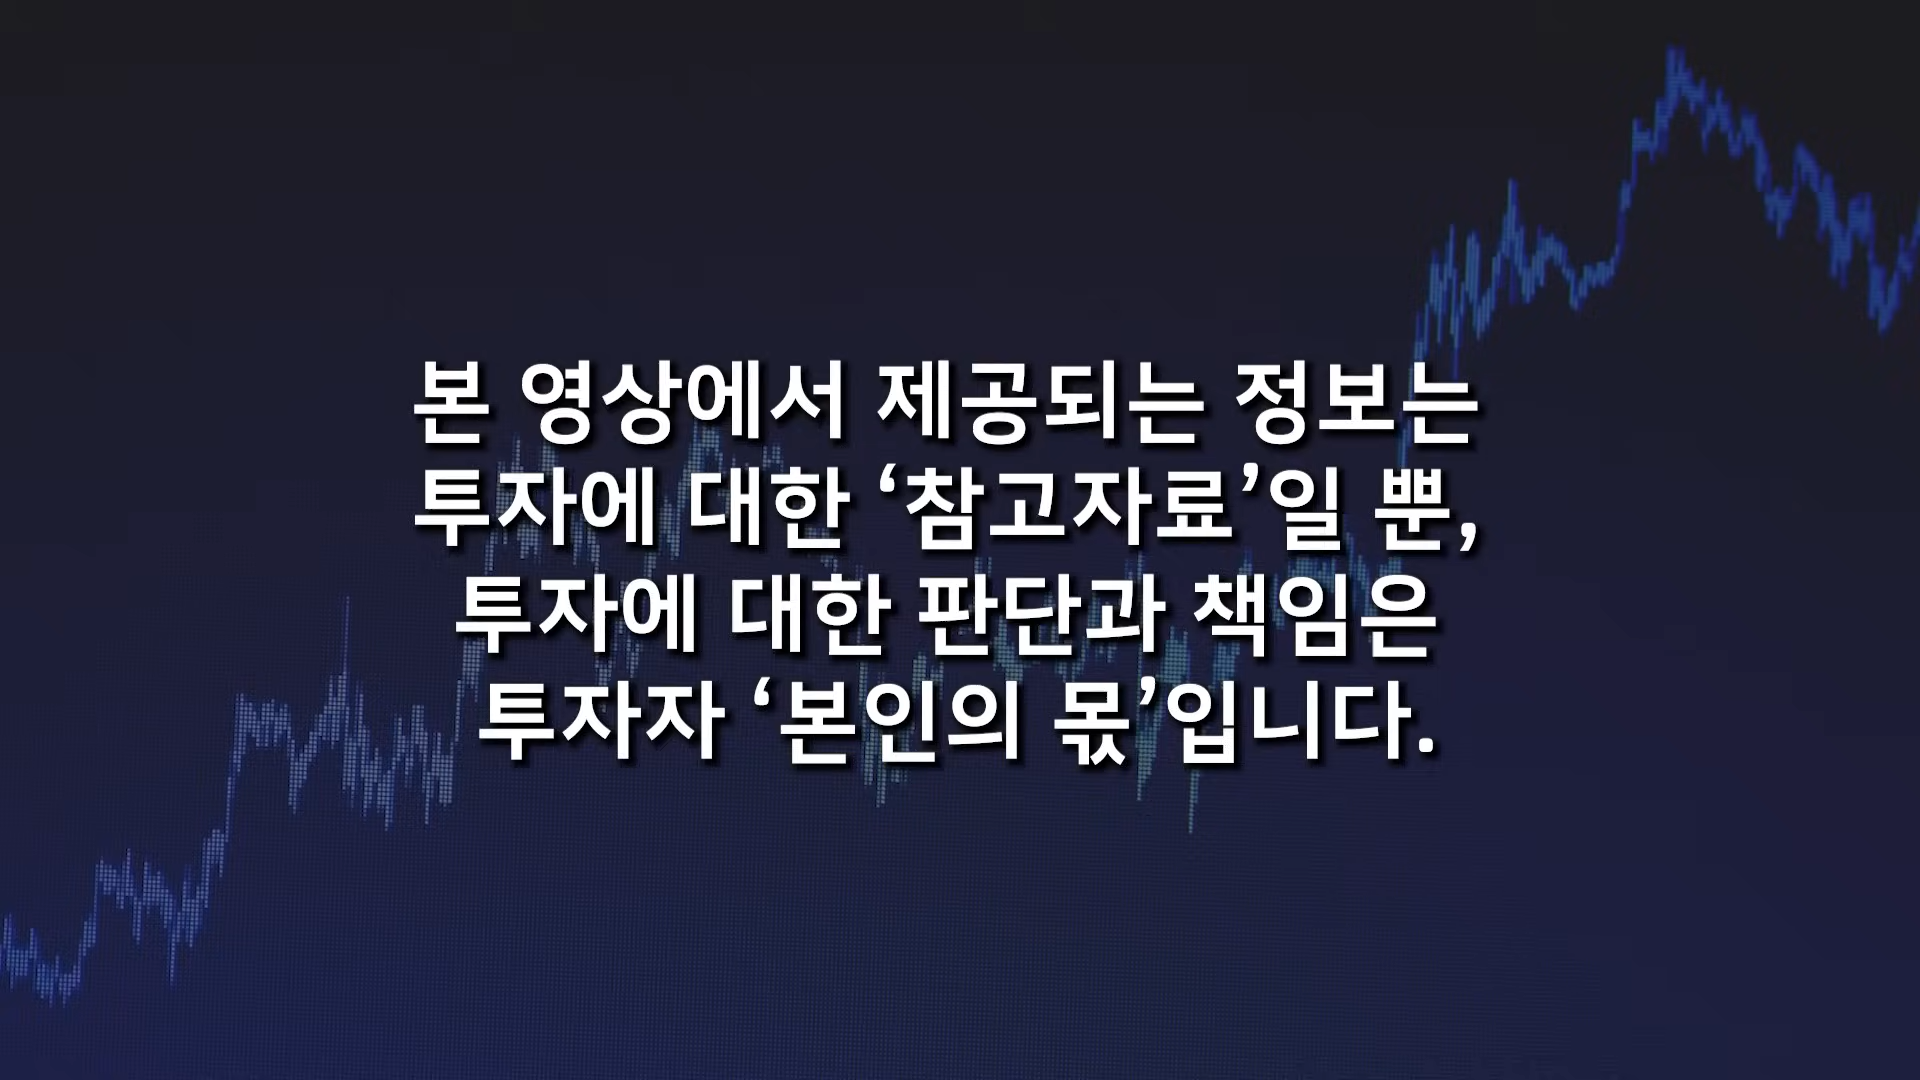 본 영상에서 제공되는 정보는
투자에 대한 ‘참고자료’일 뿐,
투자에 대한 판단과 책임은
투자자 ‘본인의 몫’입니다.